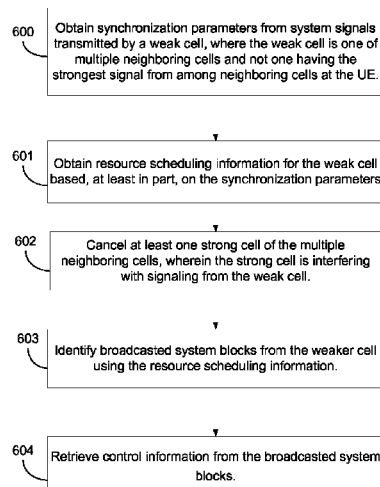 600
Obtain synchronization parameters from system signals
transmitted by a weak cell, where the weak cell is one of
multiple neighboring cells and not one having the
strongest signal from among neighboring cells at the UE.
601
Obtain resource scheduling information for the weak cell
based, at least in part, on the synchronization parameters
602
Cancel at least one strong cell of the multiple
neighboring cells, wherein the strong cell is interfering
with signaling from the weak cell.
603
Identify broadcasted system blocks from the weaker cell
using the resource scheduling information.
604
Retrieve control information from the broadcasted system
blocks.